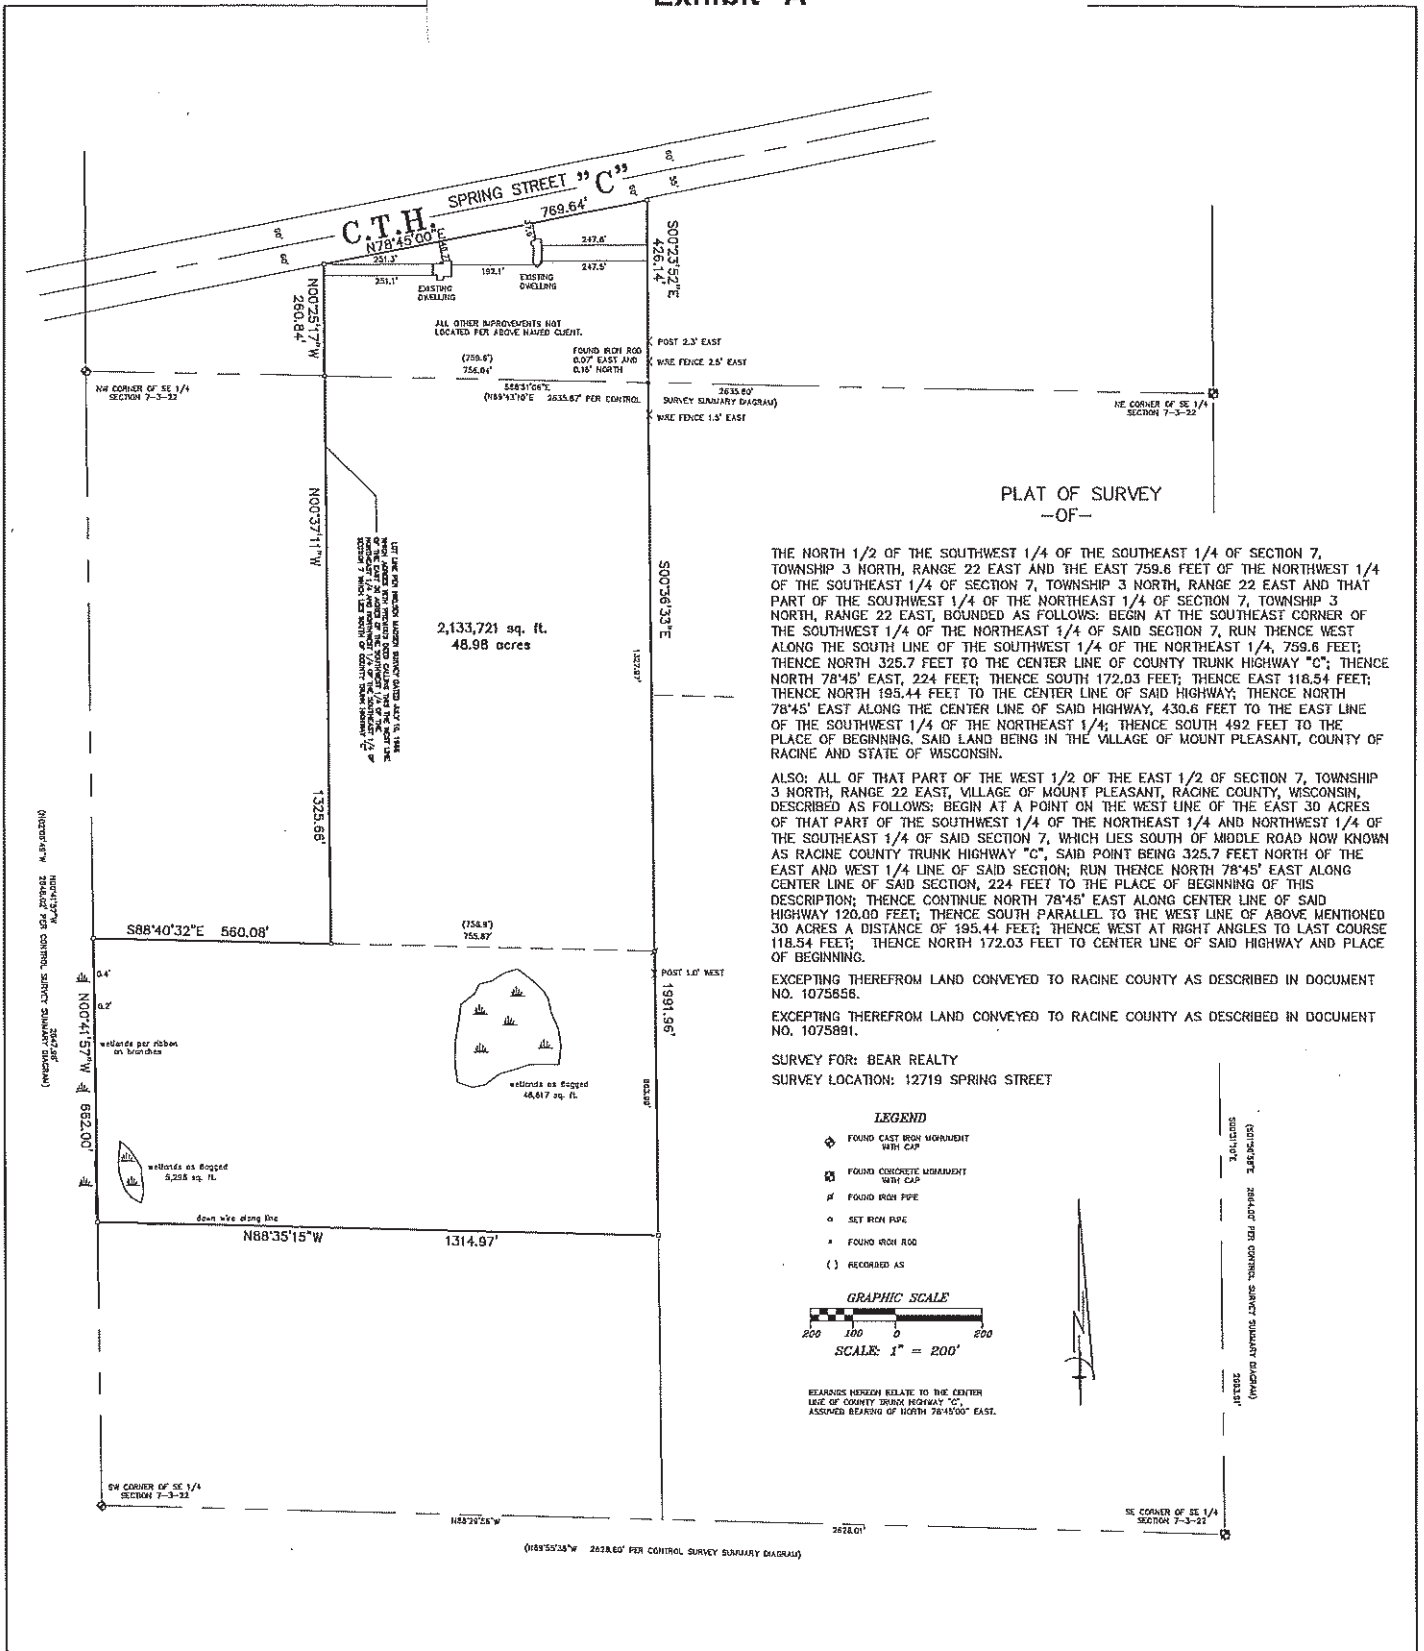 Exhibit "A"
SPRING STREET "C"
C.T.H.
769.64'
N78°45'00"E
60'
60'
251.3'
251.1'
192.1'
247.6'
247.5'
EXISTING
DWELLING
EXISTING
DWELLING
S00°23'52"E
426.14'
N00°25'17"W
260.84'
ALL OTHER IMPROVEMENTS NOT
LOCATED PER ABOVE NAMED CLIENT.
POST 2.3' EAST
(759.6')
756.04'
FOUND IRON ROD
0.07' EAST AND
0.16' NORTH
WIRE FENCE 2.5' EAST
NW CORNER OF SE 1/4
SECTION 7-3-22
S88°51'06"E
2635.80'
(N89°43'10"E 2635.67' PER CONTROL SURVEY SUMMARY DIAGRAM)
NE CORNER OF SE 1/4
SECTION 7-3-22
WIRE FENCE 1.5' EAST
N00°37'11"W
1325.66'
S00°36'33"E
1327.97'
2,133,721 sq. ft.
48.98 acres
PLAT OF SURVEY
-OF-
THE NORTH 1/2 OF THE SOUTHWEST 1/4 OF THE SOUTHEAST 1/4 OF SECTION 7,
TOWNSHIP 3 NORTH, RANGE 22 EAST AND THE EAST 759.6 FEET OF THE NORTHWEST 1/4
OF THE SOUTHEAST 1/4 OF SECTION 7, TOWNSHIP 3 NORTH, RANGE 22 EAST AND THAT
PART OF THE SOUTHWEST 1/4 OF THE NORTHEAST 1/4 OF SECTION 7, TOWNSHIP 3
NORTH, RANGE 22 EAST, BOUNDED AS FOLLOWS: BEGIN AT THE SOUTHEAST CORNER OF
THE SOUTHWEST 1/4 OF THE NORTHEAST 1/4 OF SAID SECTION 7, RUN THENCE WEST
ALONG THE SOUTH LINE OF THE SOUTHWEST 1/4 OF THE NORTHEAST 1/4, 759.6 FEET;
THENCE NORTH 325.7 FEET TO THE CENTER LINE OF COUNTY TRUNK HIGHWAY "C"; THENCE
NORTH 78°45' EAST, 224 FEET; THENCE SOUTH 172.03 FEET; THENCE EAST 118.54 FEET;
THENCE NORTH 195.44 FEET TO THE CENTER LINE OF SAID HIGHWAY; THENCE NORTH
78°45' EAST ALONG THE CENTER LINE OF SAID HIGHWAY, 430.6 FEET TO THE EAST LINE
OF THE SOUTHWEST 1/4 OF THE NORTHEAST 1/4; THENCE SOUTH 492 FEET TO THE
PLACE OF BEGINNING. SAID LAND BEING IN THE VILLAGE OF MOUNT PLEASANT, COUNTY OF
RACINE AND STATE OF WISCONSIN.
ALSO: ALL OF THAT PART OF THE WEST 1/2 OF THE EAST 1/2 OF SECTION 7, TOWNSHIP
3 NORTH, RANGE 22 EAST, VILLAGE OF MOUNT PLEASANT, RACINE COUNTY, WISCONSIN,
DESCRIBED AS FOLLOWS: BEGIN AT A POINT ON THE WEST LINE OF THE EAST 30 ACRES
OF THAT PART OF THE SOUTHWEST 1/4 OF THE NORTHEAST 1/4 AND NORTHWEST 1/4 OF
THE SOUTHEAST 1/4 OF SAID SECTION 7, WHICH LIES SOUTH OF MIDDLE ROAD NOW KNOWN
AS RACINE COUNTY TRUNK HIGHWAY "C", SAID POINT BEING 325.7 FEET NORTH OF THE
EAST AND WEST 1/4 LINE OF SAID SECTION; RUN THENCE NORTH 78°45' EAST ALONG
CENTER LINE OF SAID SECTION, 224 FEET TO THE PLACE OF BEGINNING OF THIS
DESCRIPTION; THENCE CONTINUE NORTH 78°45' EAST ALONG CENTER LINE OF SAID
HIGHWAY 120.00 FEET; THENCE SOUTH PARALLEL TO THE WEST LINE OF ABOVE MENTIONED
30 ACRES A DISTANCE OF 195.44 FEET; THENCE WEST AT RIGHT ANGLES TO LAST COURSE
118.54 FEET; THENCE NORTH 172.03 FEET TO CENTER LINE OF SAID HIGHWAY AND PLACE
OF BEGINNING.
EXCEPTING THEREFROM LAND CONVEYED TO RACINE COUNTY AS DESCRIBED IN DOCUMENT
NO. 1075656.
EXCEPTING THEREFROM LAND CONVEYED TO RACINE COUNTY AS DESCRIBED IN DOCUMENT
NO. 1075891.
SURVEY FOR: BEAR REALTY
SURVEY LOCATION: 12719 SPRING STREET
S88°40'32"E 560.08'
(758.9')
755.87'
POST 1.0' WEST
1991.96'
0.4'
0.2'
N00°41'57"W 662.00'
wetlands per ribbon
on branches
wetlands as flagged
46,617 sq. ft.
wetlands as flagged
5,295 sq. ft.
down wire along line
N88°35'15"W 1314.97'
LEGEND
FOUND CAST IRON MONUMENT
WITH CAP
FOUND CONCRETE MONUMENT
WITH CAP
FOUND IRON PIPE
SET IRON PIPE
FOUND IRON ROD
( ) RECORDED AS
GRAPHIC SCALE
200 100 0 200
SCALE: 1" = 200'
BEARINGS HEREON RELATE TO THE CENTER
LINE OF COUNTY TRUNK HIGHWAY "C",
ASSUMED BEARING OF NORTH 78°45'00" EAST.
N
SW CORNER OF SE 1/4
SECTION 7-3-22
N88°29'56"W
2628.01'
SE CORNER OF SE 1/4
SECTION 7-3-22
(N89°55'38"W 2628.60' PER CONTROL SURVEY SUMMARY DIAGRAM)